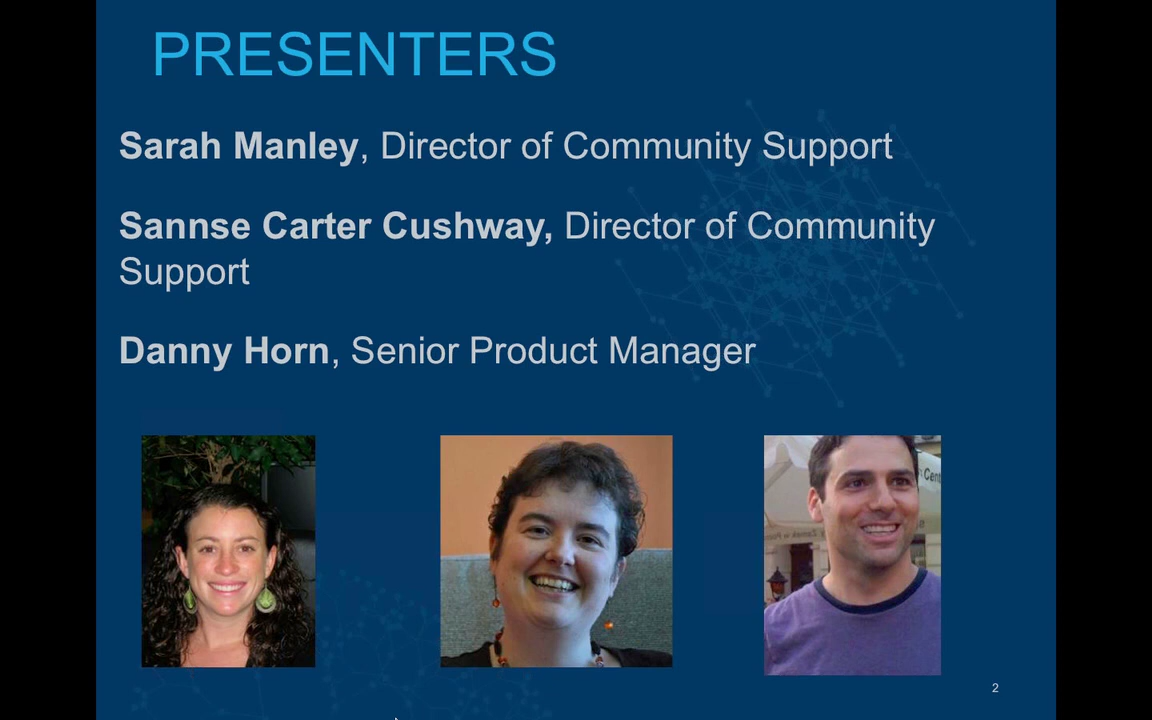 PRESENTERS
Sarah Manley, Director of Community Support
Sannse Carter Cushway, Director of Community
Support
Danny Horn, Senior Product Manager
2